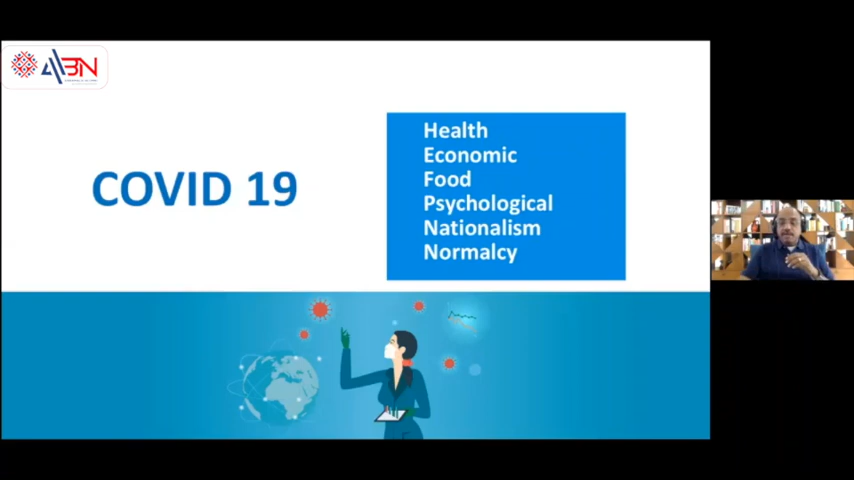 ABN
COVID 19
Health
Economic
Food
Psychological
Nationalism
Normalcy